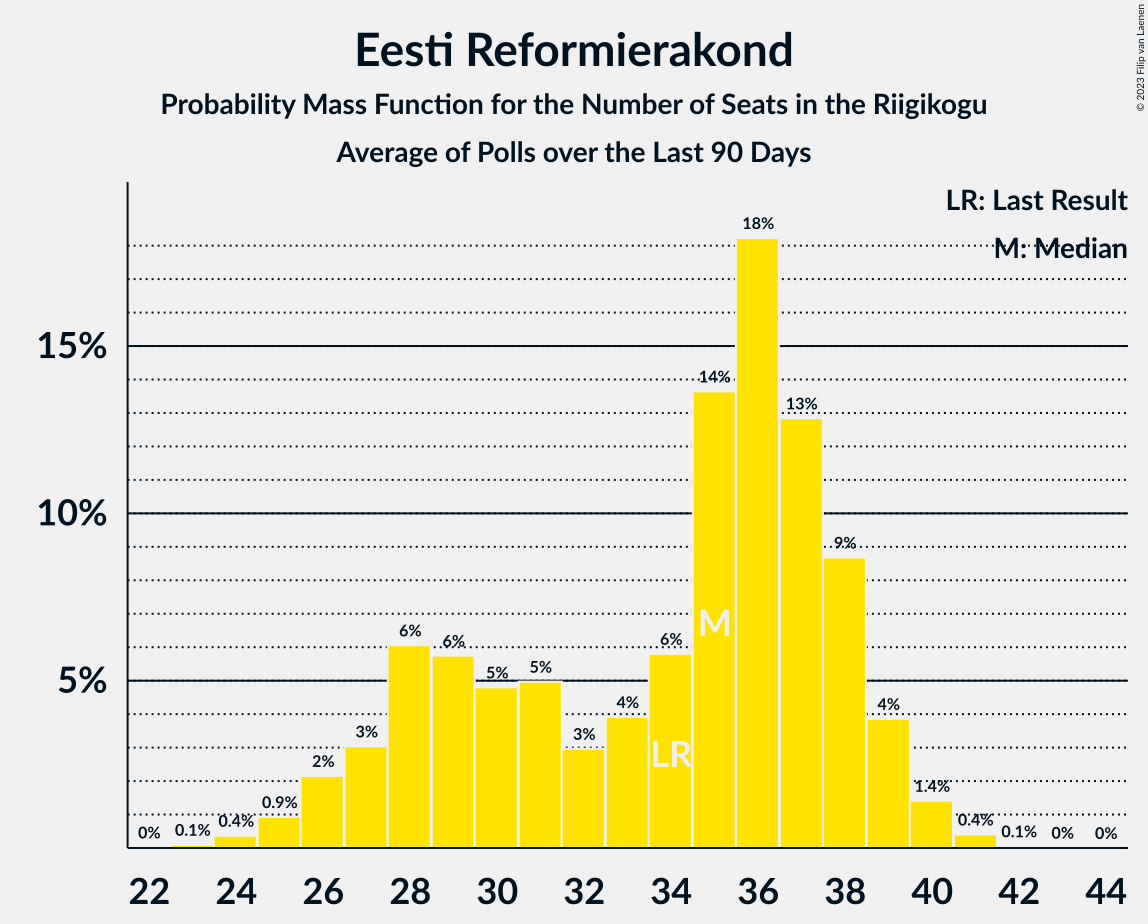 Eesti Reformierakond
Probability Mass Function for the Number of Seats in the Riigikogu
Average of Polls over the Last 90 Days
© 2023 Filip van Laenen
LR: Last Result
M: Median
15%
10%
5%
0%
0.1%
0.4%
0.9%
2%
3%
6%
6%
5%
5%
3%
4%
6%
14%
18%
13%
9%
4%
1.4%
0.4%
0.1%
0%
0%
M
LR
22 24 26 28 30 32 34 36 38 40 42 44